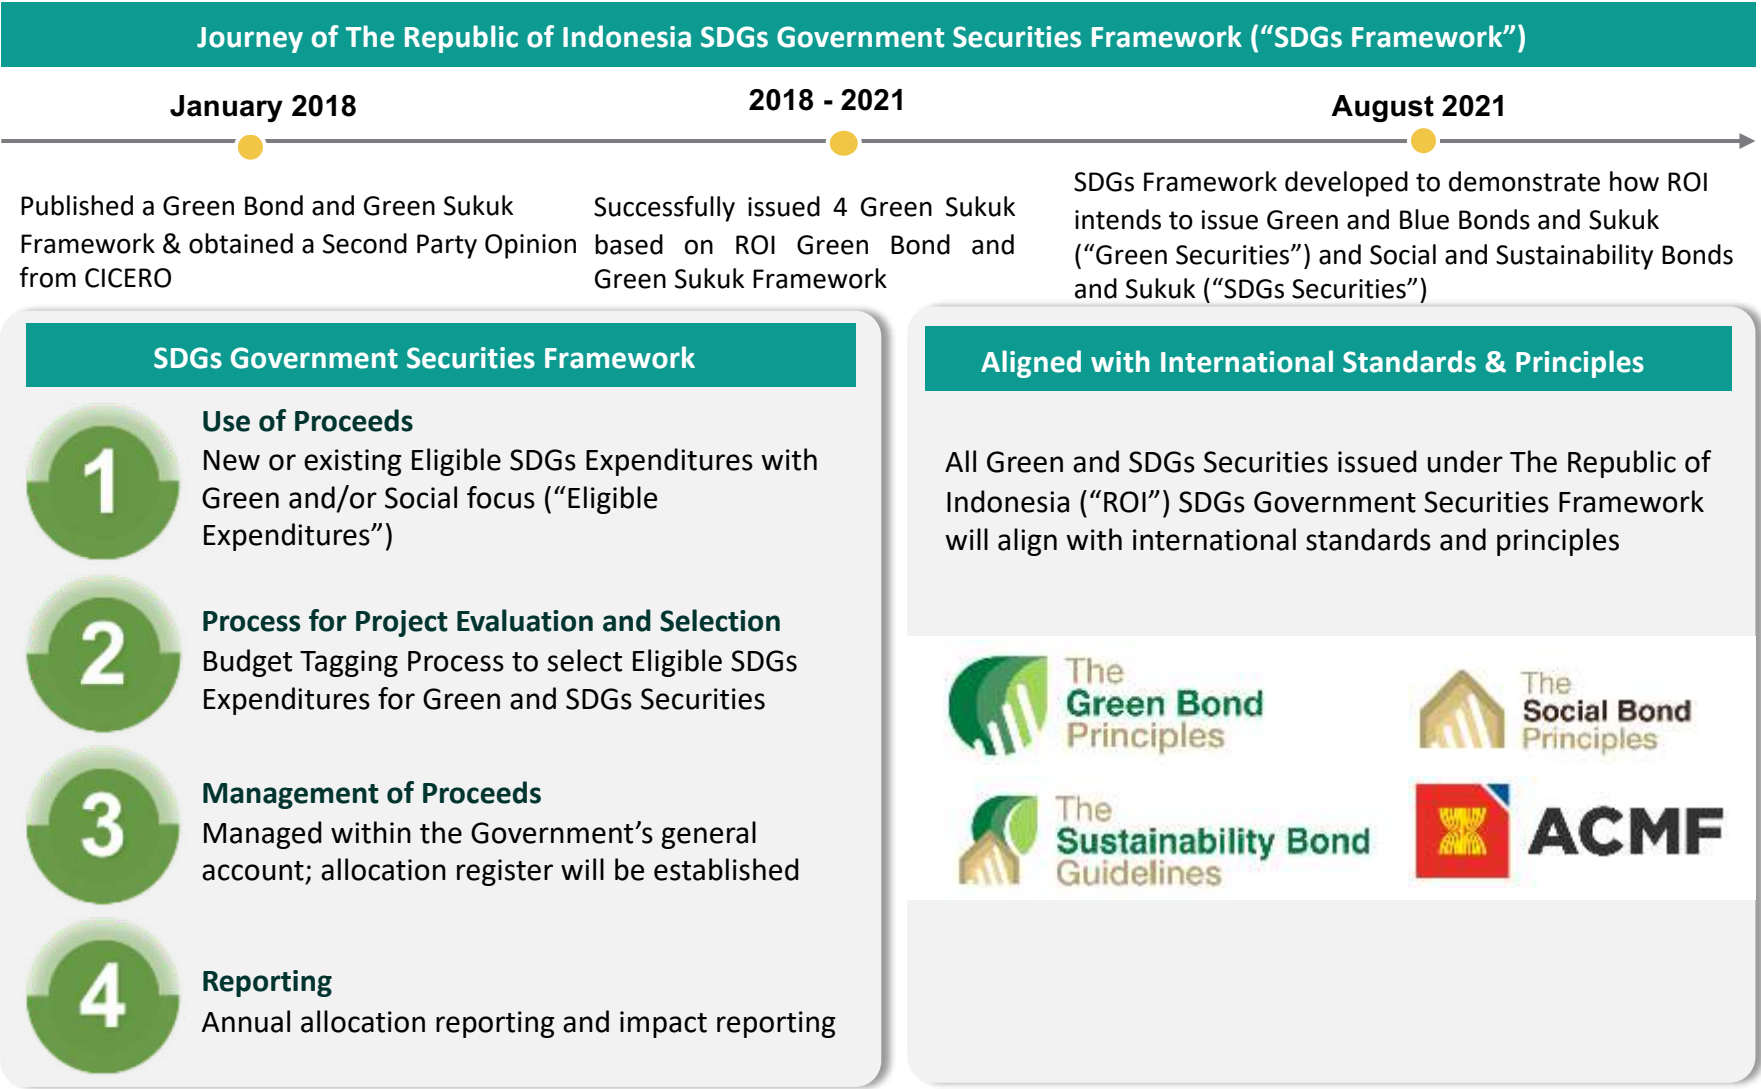 Journey of The Republic of Indonesia SDGs Government Securities Framework (“SDGs Framework”)
January 2018
2018 - 2021
August 2021
Published a Green Bond and Green Sukuk
Framework & obtained a Second Party Opinion
from CICERO
Successfully issued 4 Green Sukuk
based on ROI Green Bond and
Green Sukuk Framework
SDGs Framework developed to demonstrate how ROI
intends to issue Green and Blue Bonds and Sukuk
(“Green Securities”) and Social and Sustainability Bonds
and Sukuk (“SDGs Securities”)
SDGs Government Securities Framework
1
Use of Proceeds
New or existing Eligible SDGs Expenditures with
Green and/or Social focus (“Eligible
Expenditures”)
2
Process for Project Evaluation and Selection
Budget Tagging Process to select Eligible SDGs
Expenditures for Green and SDGs Securities
3
Management of Proceeds
Managed within the Government’s general
account; allocation register will be established
4
Reporting
Annual allocation reporting and impact reporting
Aligned with International Standards & Principles
All Green and SDGs Securities issued under The Republic of
Indonesia (“ROI”) SDGs Government Securities Framework
will align with international standards and principles
The
Green Bond
Principles
The
Social Bond
Principles
The
Sustainability Bond
Guidelines
ACMF